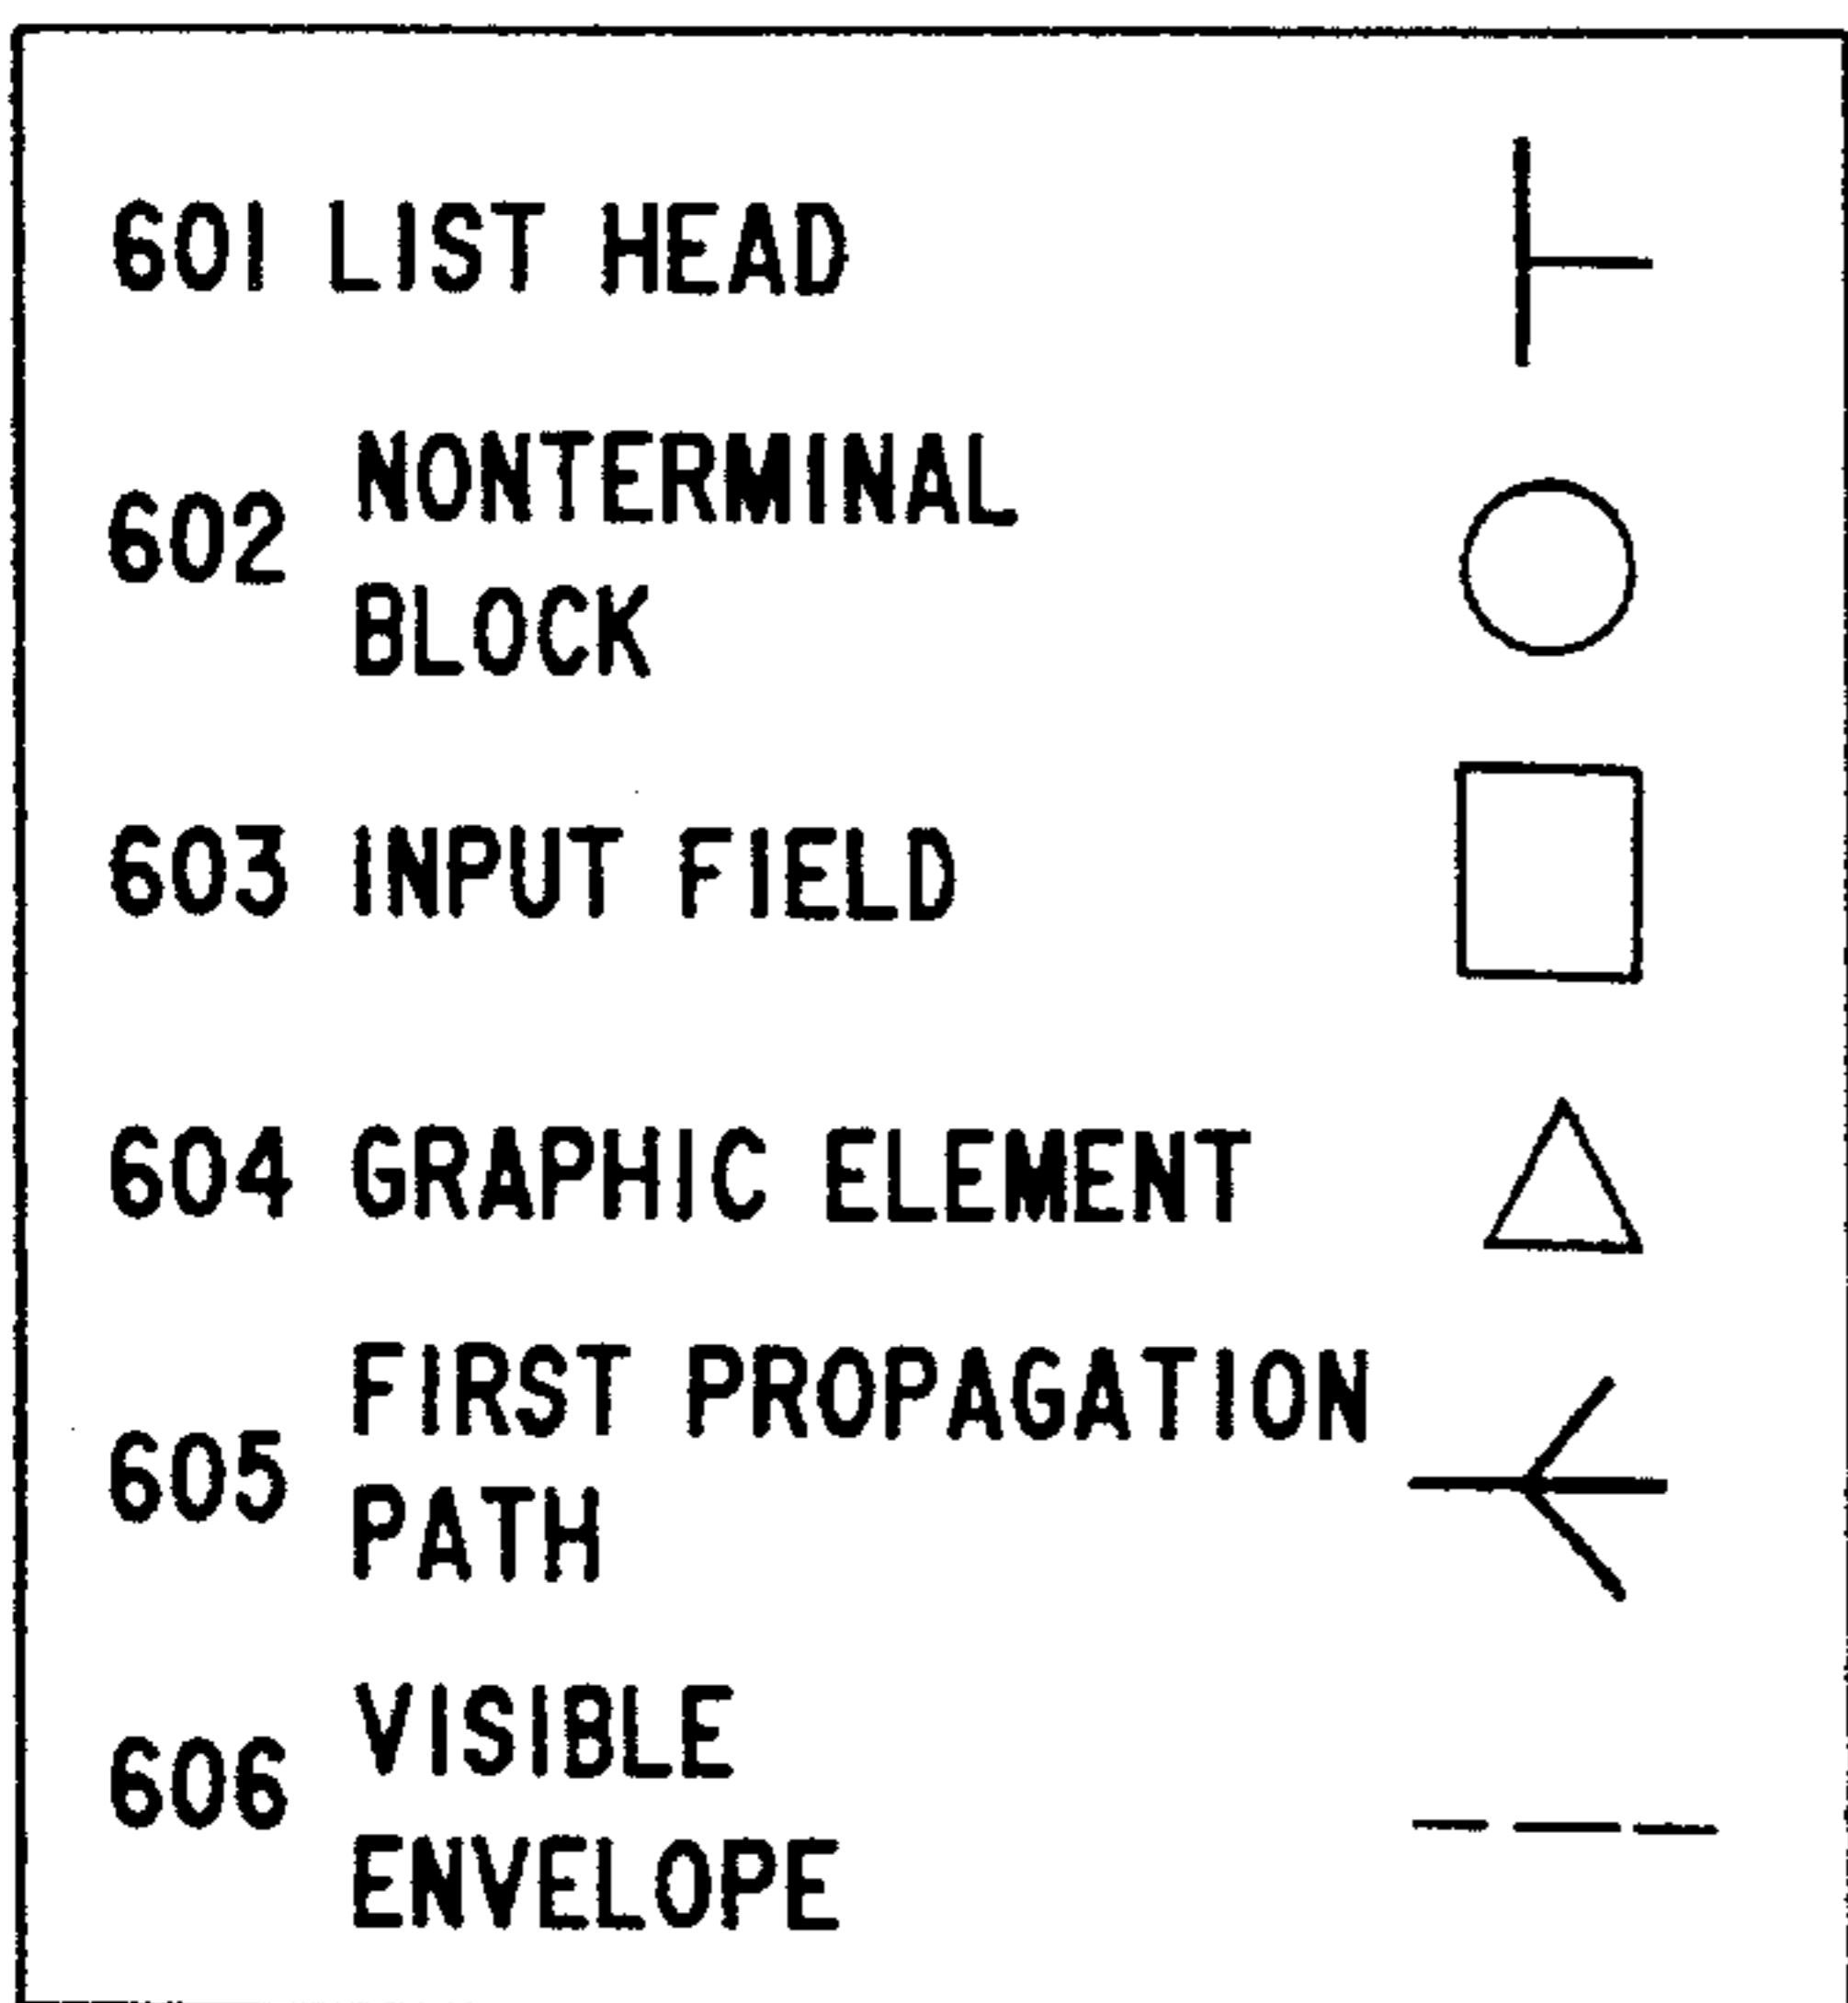 601 LIST HEAD
602 NONTERMINAL
BLOCK
603 INPUT FIELD
604 GRAPHIC ELEMENT
605 FIRST PROPAGATION
PATH
606 VISIBLE
ENVELOPE